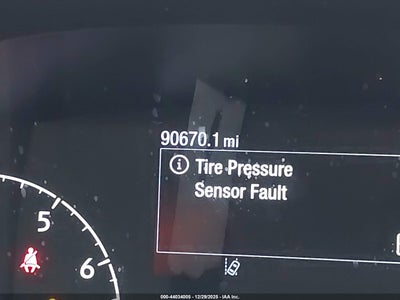 90670.1 mi
Tire Pressure
Sensor Fault
5
6
000-44034005 - 12/29/2025 - IAA Inc.